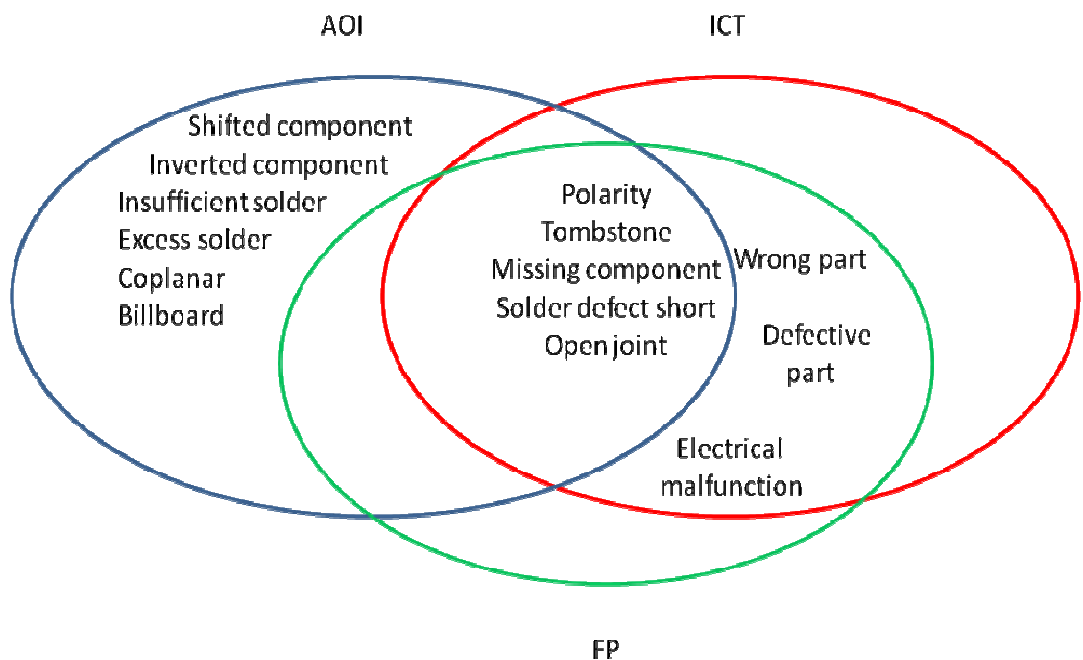 AOI
ICT
Shifted component
Inverted component
Insufficient solder
Excess solder
Coplanar
Billboard
Polarity
Tombstone
Missing component
Solder defect short
Open joint
Wrong part
Defective
part
Electrical
malfunction
FP